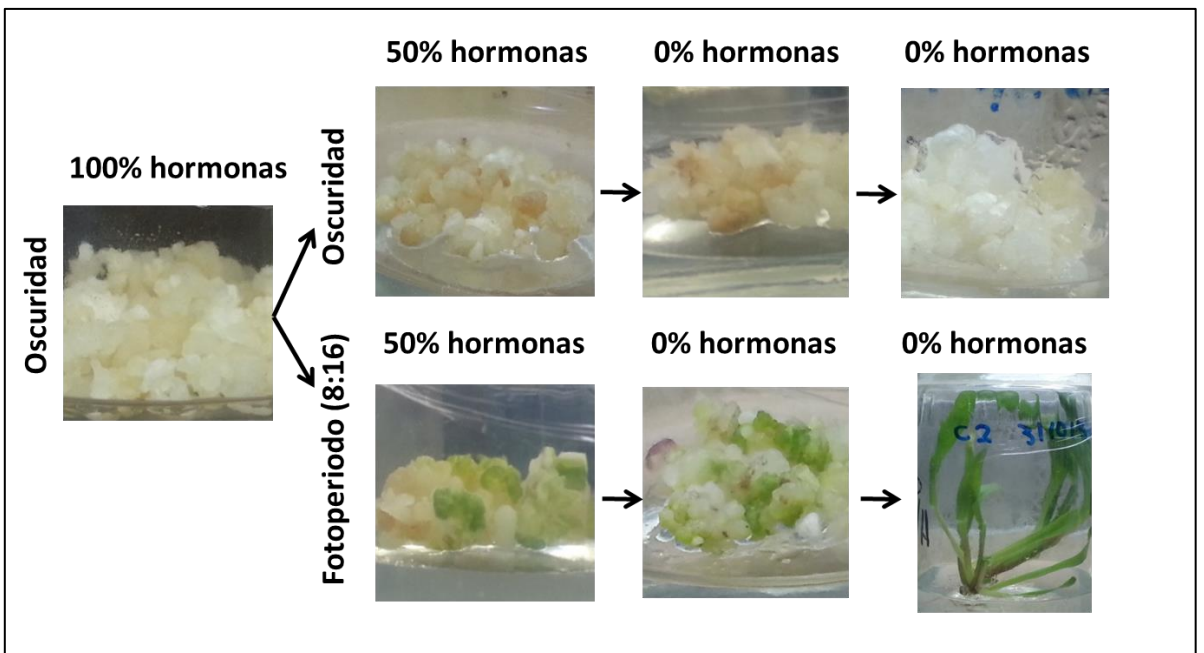 100% hormonas
Oscuridad
Oscuridad
50% hormonas
0% hormonas
0% hormonas
Fotoperiodo (8:16)
50% hormonas
0% hormonas
0% hormonas
C2